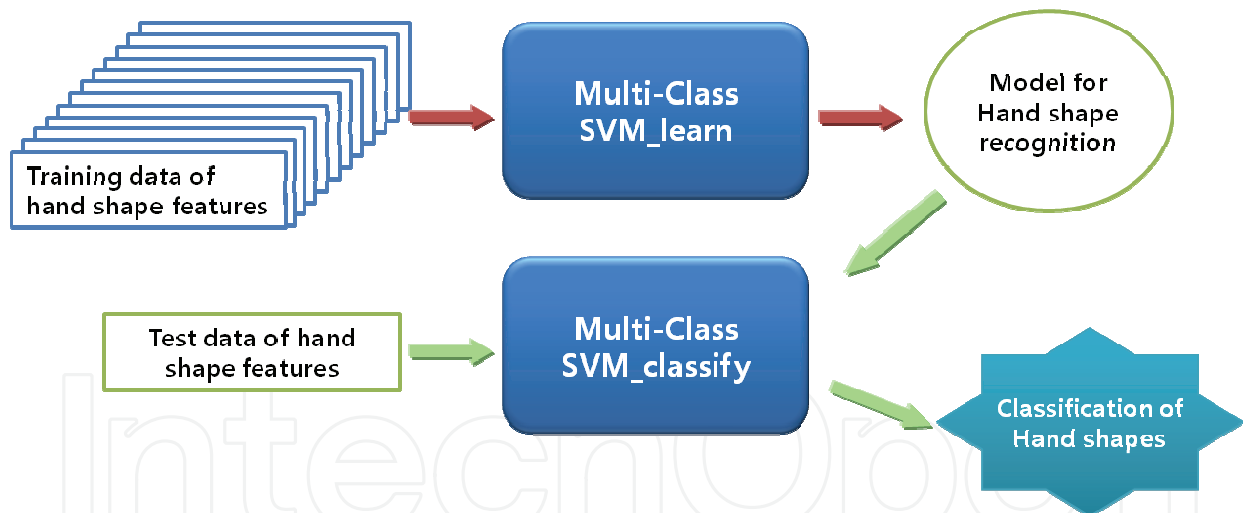 Training data of
hand shape features
Multi-Class
SVM_learn
Model for
Hand shape
recognition
Test data of hand
shape features
Multi-Class
SVM_classify
Classification of
Hand shapes